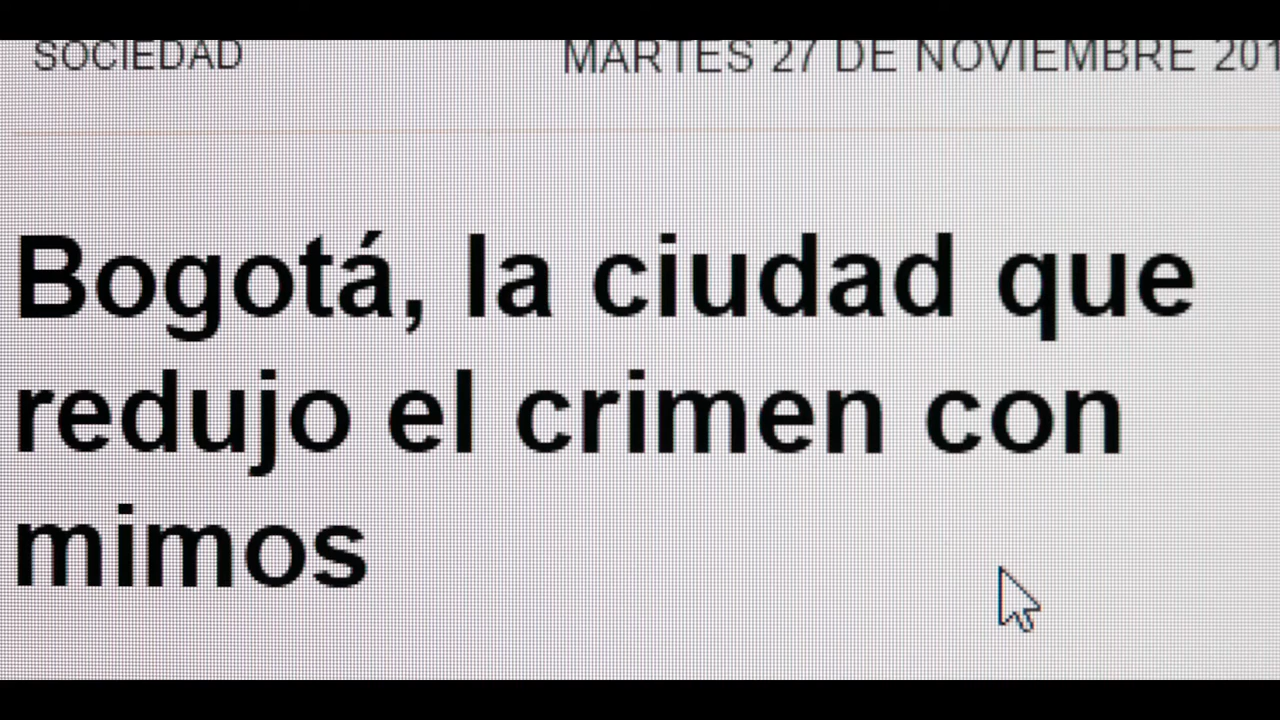 SOCIEDAD MARTES 27 DE NOVIEMBRE 201
Bogotá, la ciudad que
redujo el crimen con
mimos